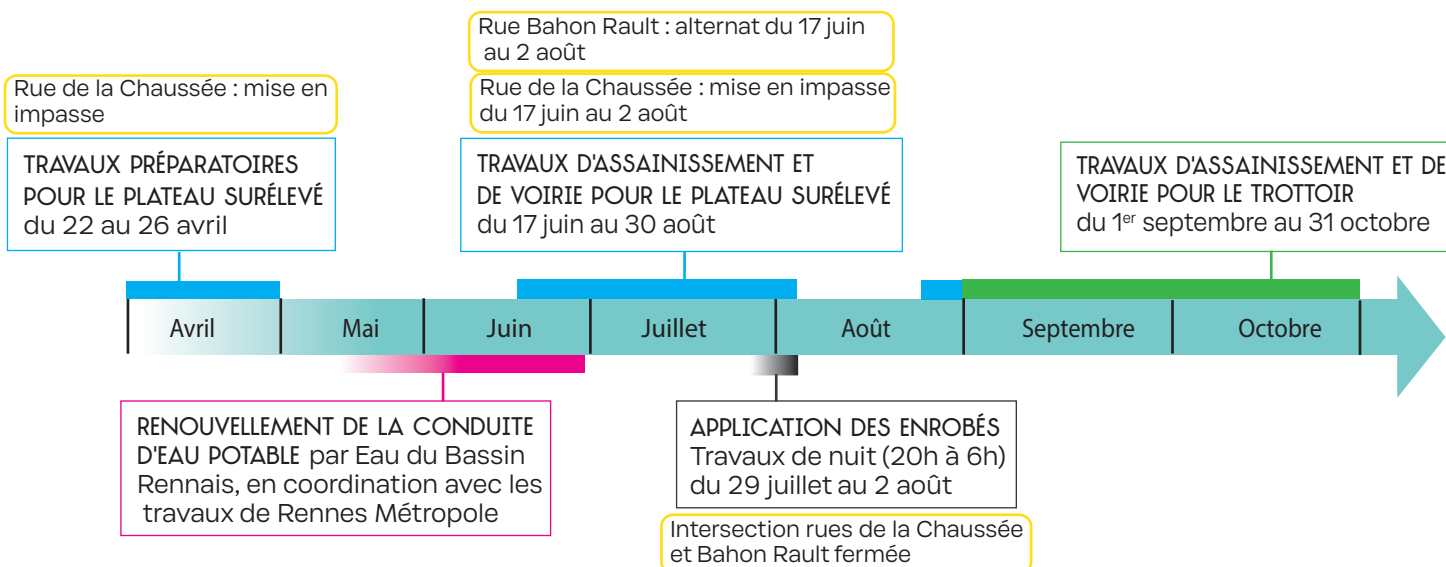 Rue Bahon Rault : alternat du 17 juin
au 2 août
Rue de la Chaussée : mise en
impasse
Rue de la Chaussée : mise en impasse
du 17 juin au 2 août
TRAVAUX PRÉPARATOIRES
POUR LE PLATEAU SURÉLEVÉ
du 22 au 26 avril
TRAVAUX D'ASSAINISSEMENT ET
DE VOIRIE POUR LE PLATEAU SURÉLEVÉ
du 17 juin au 30 août
TRAVAUX D'ASSAINISSEMENT ET DE
VOIRIE POUR LE TROTTOIR
du 1er septembre au 31 octobre
Avril
Mai
Juin
Juillet
Août
Septembre
Octobre
RENOUVELLEMENT DE LA CONDUITE
D'EAU POTABLE par Eau du Bassin
Rennais, en coordination avec les
travaux de Rennes Métropole
APPLICATION DES ENROBÉS
Travaux de nuit (20h à 6h)
du 29 juillet au 2 août
Intersection rues de la Chaussée
et Bahon Rault fermée